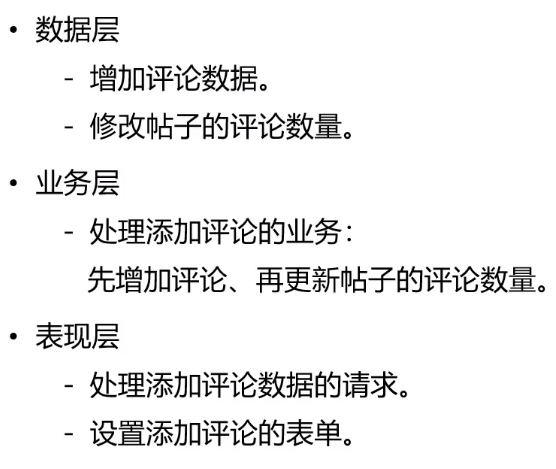 • 数据层
- 增加评论数据。
- 修改帖子的评论数量。
• 业务层
- 处理添加评论的业务：
先增加评论、再更新帖子的评论数量。
• 表现层
- 处理添加评论数据的请求。
- 设置添加评论的表单。